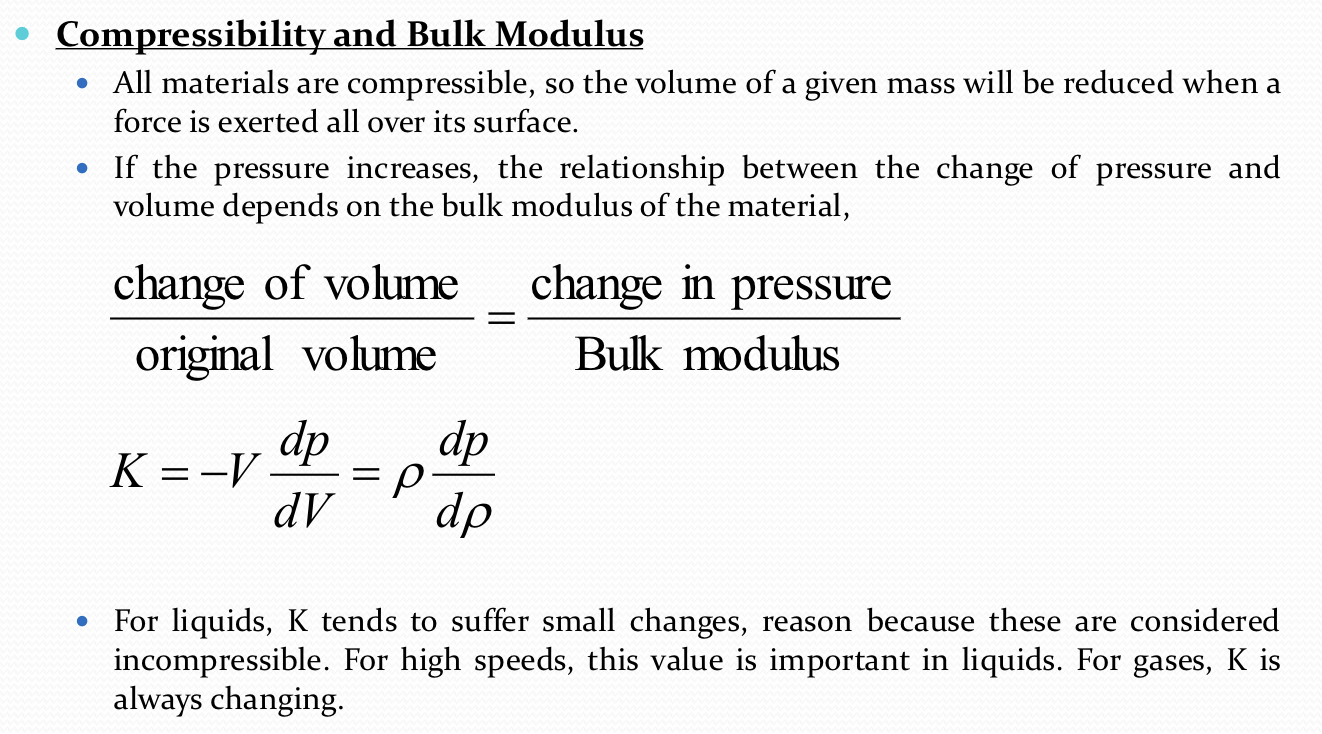 • Compressibility and Bulk Modulus
• All materials are compressible, so the volume of a given mass will be reduced when a
force is exerted all over its surface.
• If the pressure increases, the relationship between the change of pressure and
volume depends on the bulk modulus of the material,
change of volume / original volume = change in pressure / Bulk modulus
K = −V dp/dV = ρ dp/dρ
• For liquids, K tends to suffer small changes, reason because these are considered
incompressible. For high speeds, this value is important in liquids. For gases, K is
always changing.